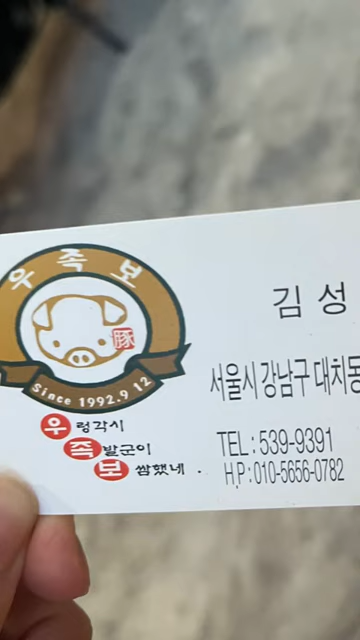 우족보
豚
Since 1992.9 12
우렁각시
족발군이
보쌈했네.
김성
서울시 강남구 대치동
TEL : 539-9391
H.P : 010-5656-0782